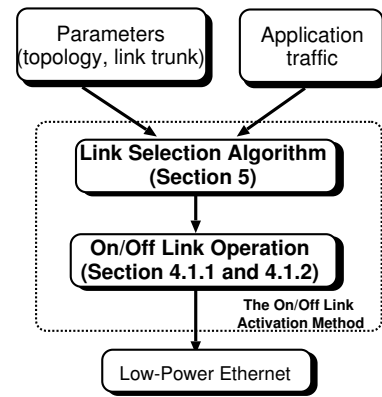 Parameters
(topology, link trunk)
Application
traffic
Link Selection Algorithm
(Section 5)
On/Off Link Operation
(Section 4.1.1 and 4.1.2)
The On/Off Link
Activation Method
Low-Power Ethernet